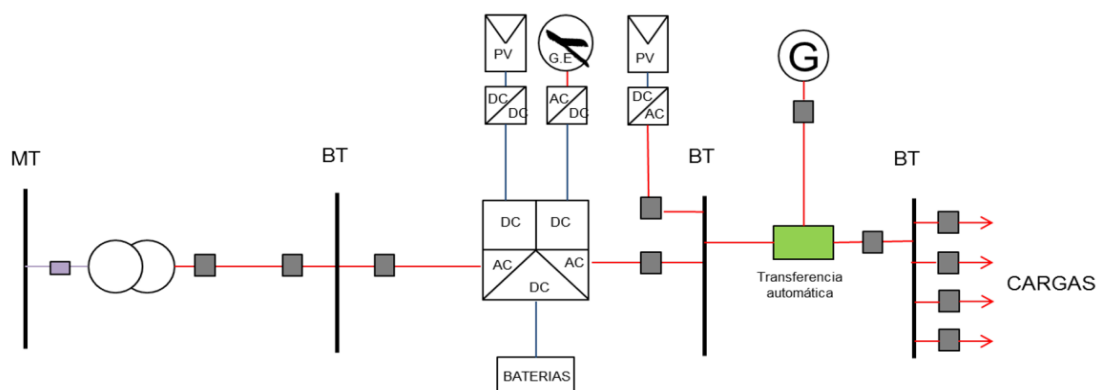 PV
G.E
PV
G
DC
DC
AC
DC
DC
AC
MT
BT
BT
BT
DC
DC
AC
AC
DC
Transferencia
automática
CARGAS
BATERIAS